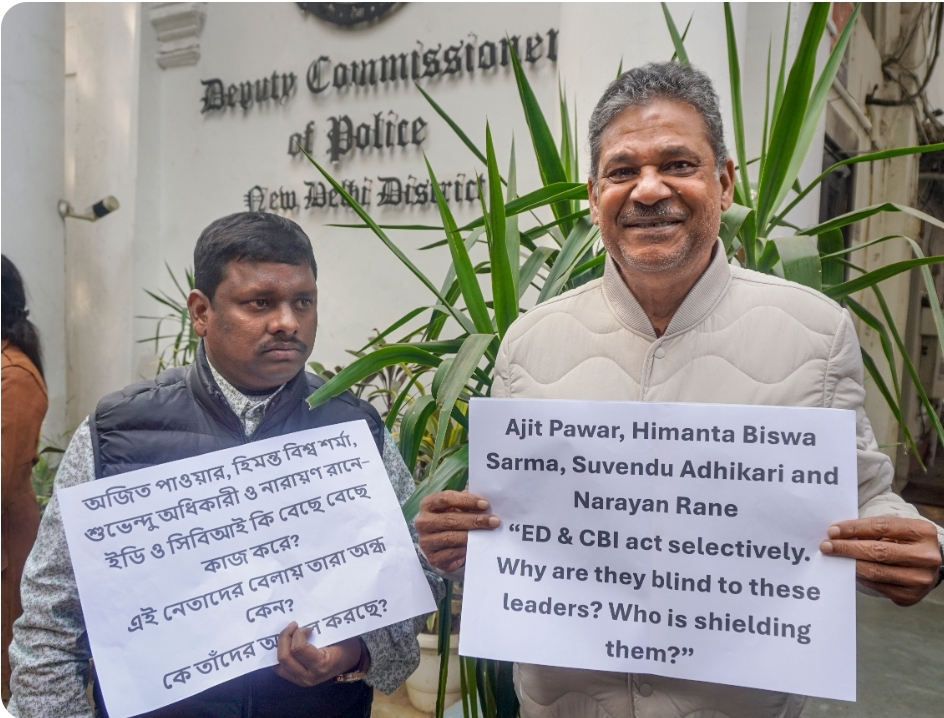 Deputy Commissioner
of Police
New Delhi District
অজিত পাওয়ার, হিমন্ত বিশ্ব শর্মা,
শুভেন্দু অধিকারী ও নারায়ণ রানে–
ইডি ও সিবিআই কি বেছে বেছে
কাজ করে?
এই নেতাদের বেলায় তারা অন্ধ
কেন?
কে তাঁদের করছে?
Ajit Pawar, Himanta Biswa
Sarma, Suvendu Adhikari and
Narayan Rane
“ED & CBI act selectively.
Why are they blind to these
leaders? Who is shielding
them?”